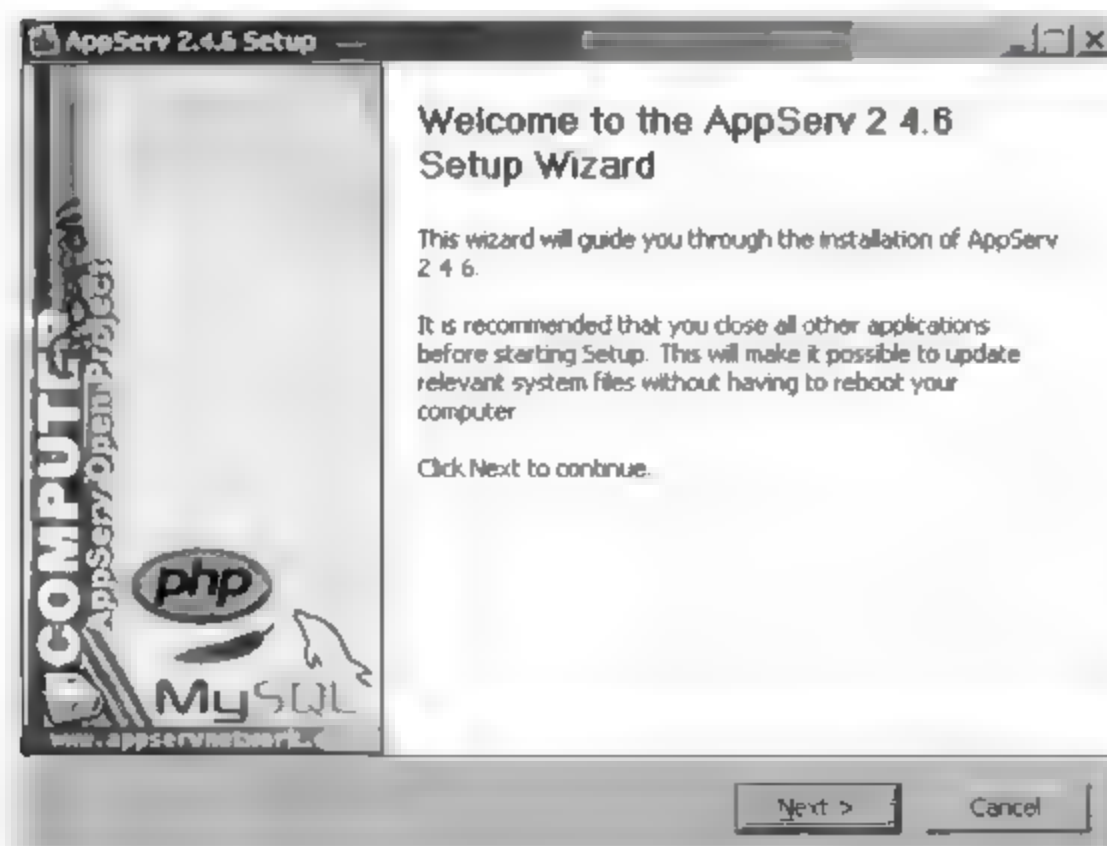 AppServ 2.4.6 Setup
Welcome to the AppServ 2 4.6
Setup Wizard
This wizard will guide you through the installation of AppServ
2 4 6.
It is recommended that you close all other applications
before starting Setup. This will make it possible to update
relevant system files without having to reboot your
computer
Click Next to continue.
COMPUTER
AppServ Open Project
php
MySQL
www.appservnetwork.
Next >
Cancel